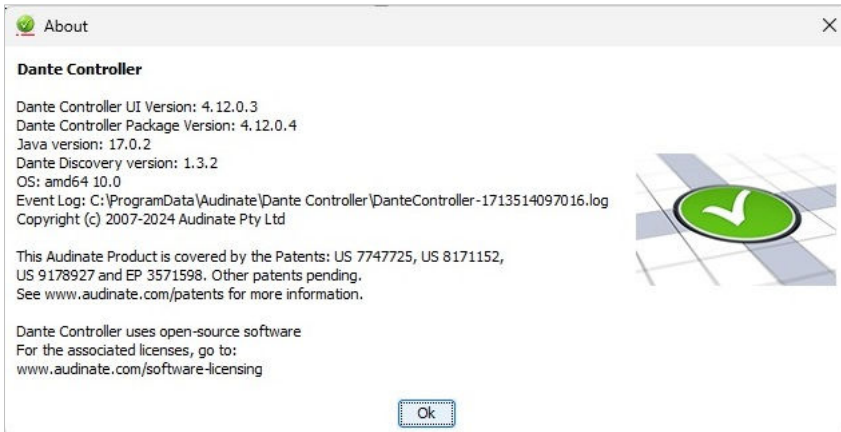 About
Dante Controller
Dante Controller UI Version: 4.12.0.3
Dante Controller Package Version: 4.12.0.4
Java version: 17.0.2
Dante Discovery version: 1.3.2
OS: amd64 10.0
Event Log: C:\ProgramData\Audinate\Dante Controller\DanteController-1713514097016.log
Copyright (c) 2007-2024 Audinate Pty Ltd
This Audinate Product is covered by the Patents: US 7747725, US 8171152,
US 9178927 and EP 3571598. Other patents pending.
See www.audinate.com/patents for more information.
Dante Controller uses open-source software
For the associated licenses, go to:
www.audinate.com/software-licensing
Ok